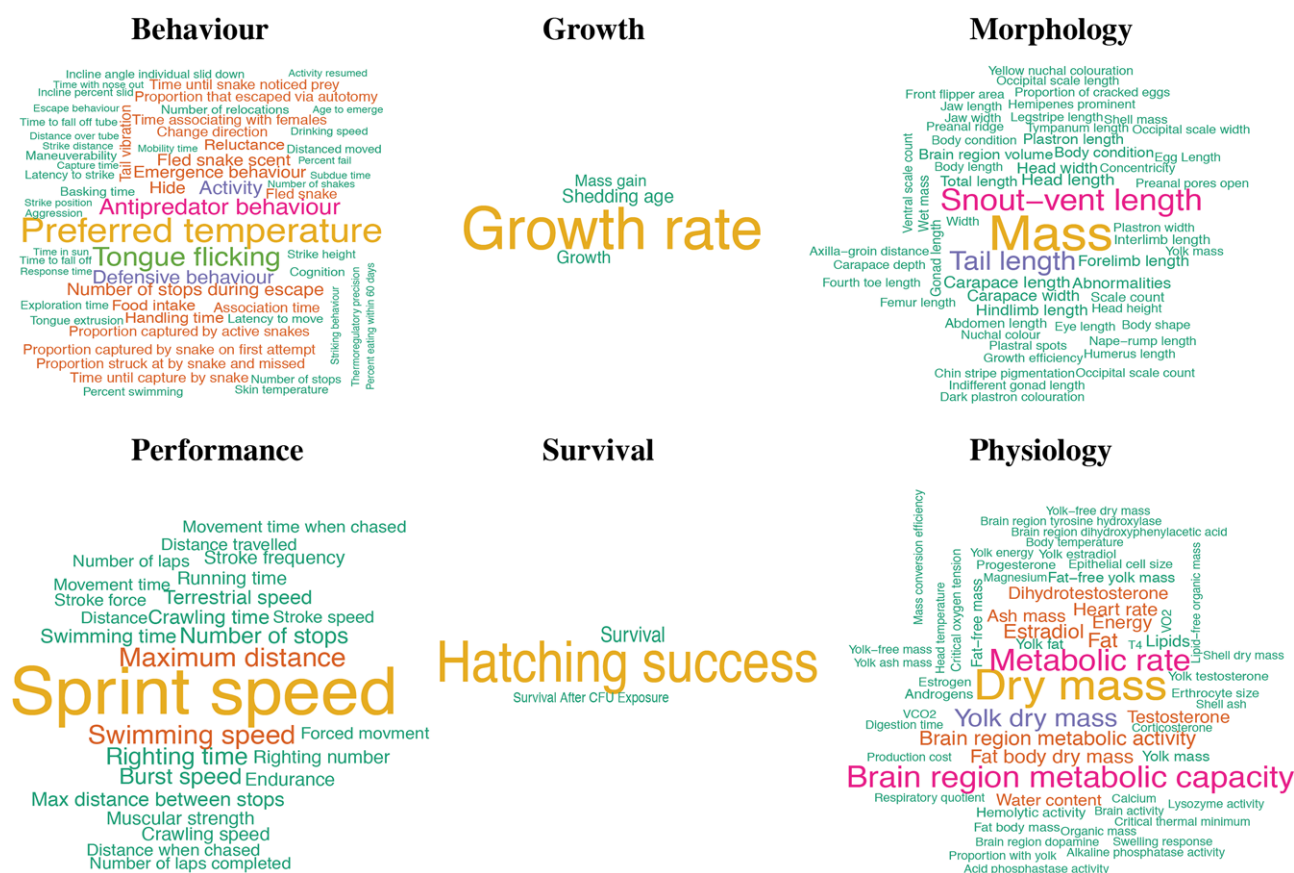 Behaviour
Incline angle individual slid down
Activity resumed
Time with nose out
Time until snake noticed prey
Incline percent slid
Proportion that escaped via autotomy
Escape behaviour
Tail vibration
Number of relocations
Age to emerge
Time to fall off tube
Time associating with females
Distance over tube
Change direction
Drinking speed
Strike distance
Mobility time
Reluctance
Distanced moved
Maneuverability
Fled snake scent
Percent fail
Capture time
Latency to strike
Emergence behaviour
Subdue time
Basking time
Hide
Activity
Number of shakes
Fled snake
Strike position
Antipredator behaviour
Aggression
Preferred temperature
Time in sun
Tongue flicking
Strike height
Time to fall off
Response time
Defensive behaviour
Cognition
Number of stops during escape
Exploration time
Food intake
Association time
Tongue extrusion
Handling time
Latency to move
Striking behaviour
Thermoregulatory precision
Percent eating within 60 days
Proportion captured by active snakes
Proportion captured by snake on first attempt
Proportion struck at by snake and missed
Time until capture by snake
Number of stops
Percent swimming
Skin temperature
Growth
Mass gain
Shedding age
Growth rate
Growth
Morphology
Yellow nuchal colouration
Occipital scale length
Front flipper area
Proportion of cracked eggs
Jaw length
Hemipenes prominent
Jaw width
Legstripe length
Shell mass
Preanal ridge
Tympanum length
Occipital scale width
Body condition
Plastron length
Ventral scale count
Brain region volume
Body condition
Egg Length
Body length
Head width
Concentricity
Wet mass
Total length
Head length
Preanal pores open
Snout-vent length
Width
Mass
Plastron width
Interlimb length
Gonad length
Axilla-groin distance
Yolk mass
Carapace depth
Tail length
Forelimb length
Fourth toe length
Carapace length
Abnormalities
Femur length
Carapace width
Scale count
Hindlimb length
Head height
Abdomen length
Eye length
Body shape
Nuchal colour
Plastral spots
Nape-rump length
Growth efficiency
Humerus length
Chin stripe pigmentation
Occipital scale count
Indifferent gonad length
Dark plastron colouration
Performance
Movement time when chased
Distance travelled
Number of laps
Stroke frequency
Movement time
Running time
Stroke force
Terrestrial speed
Distance
Crawling time
Stroke speed
Swimming time
Number of stops
Maximum distance
Sprint speed
Swimming speed
Forced movment
Righting time
Righting number
Burst speed
Endurance
Max distance between stops
Muscular strength
Crawling speed
Distance when chased
Number of laps completed
Survival
Survival
Hatching success
Survival After CFU Exposure
Physiology
Mass conversion efficiency
Yolk-free dry mass
Brain region tyrosine hydroxylase
Brain region dihydroxyphenylacetic acid
Body temperature
Yolk energy
Yolk estradiol
Progesterone
Epithelial cell size
Magnesium
Fat-free yolk mass
Head temperature
Critical oxygen tension
Fat-free mass
Lipid-free organic mass
Dihydrotestosterone
Ash mass
Heart rate
Energy
VO2
Estradiol
Fat
T4
Lipids
Yolk fat
Yolk-free mass
Metabolic rate
Shell dry mass
Yolk ash mass
Estrogen
Dry mass
Yolk testosterone
Androgens
Erthrocyte size
Shell ash
VCO2
Yolk dry mass
Testosterone
Digestion time
Corticosterone
Brain region metabolic activity
Production cost
Fat body dry mass
Yolk mass
Brain region metabolic capacity
Respiratory quotient
Water content
Calcium
Lysozyme activity
Hemolytic activity
Brain activity
Critical thermal minimum
Fat body mass
Organic mass
Brain region dopamine
Swelling response
Proportion with yolk
Alkaline phosphatase activity
Acid phosphastase activity